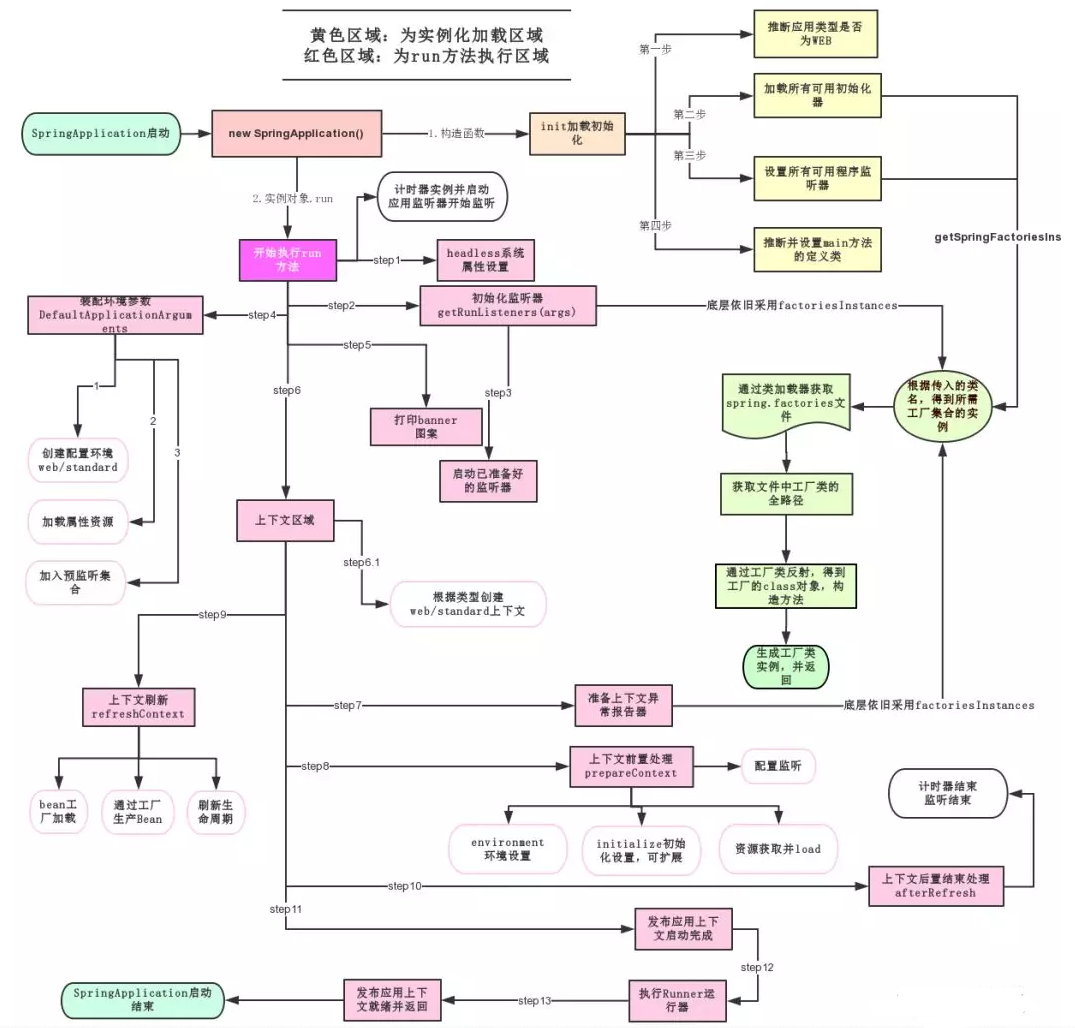 黄色区域：为实例化加载区域
红色区域：为run方法执行区域
推断应用类型是否
为WEB
第一步
加载所有可用初始化
器
第二步
SpringApplication启动
new SpringApplication()
1.构造函数
init加载初始
化
第三步
设置所有可用程序监
听器
2.实例对象.run
计时器实例并启动
应用监听器开始监听
第四步
推断并设置main方法
的定义类
getSpringFactoriesIns
开始执行run
方法
step1
headless系统
属性设置
装配环境参数
DefaultApplicationArgum
ents
step4
step2
初始化监听器
getRunListeners(args)
底层依旧采用factoriesInstances
step5
step6
step3
1
2
3
通过类加载器获取
spring.factories文
件
根据传入的类
名，得到所需
工厂集合的实
例
打印banner
图案
创建配置环境
web/standard
启动已准备好
的监听器
获取文件中工厂类的
全路径
加载属性资源
上下文区域
step6.1
加入预监听集
合
根据类型创建
web/standard上下文
通过工厂类反射，得到
工厂的class对象，构
造方法
step9
生成工厂类
实例，并返
回
上下文刷新
refreshContext
step7
准备上下文异
常报告器
底层依旧采用factoriesInstances
step8
上下文前置处理
prepareContext
配置监听
bean工
厂加载
通过工厂
生产Bean
刷新生
命周期
计时器结束
监听结束
environment
环境设置
initialize初始
化设置，可扩展
资源获取并load
step10
上下文后置结束处理
afterRefresh
step11
发布应用上下
文启动完成
step12
SpringApplication启动
结束
发布应用上下
文就绪并返回
step13
执行Runner运
行器